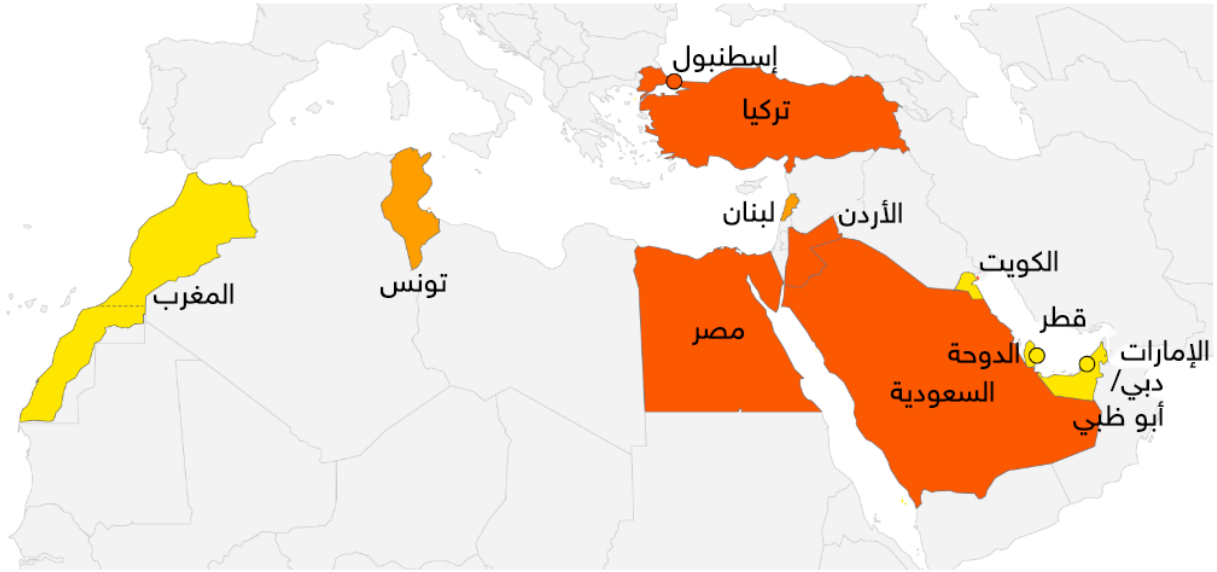 إسطنبول
تركيا
لبنان
الأردن
الكويت
المغرب
تونس
مصر
قطر
الدوحة
الإمارات
السعودية
دبي/
أبو ظبي